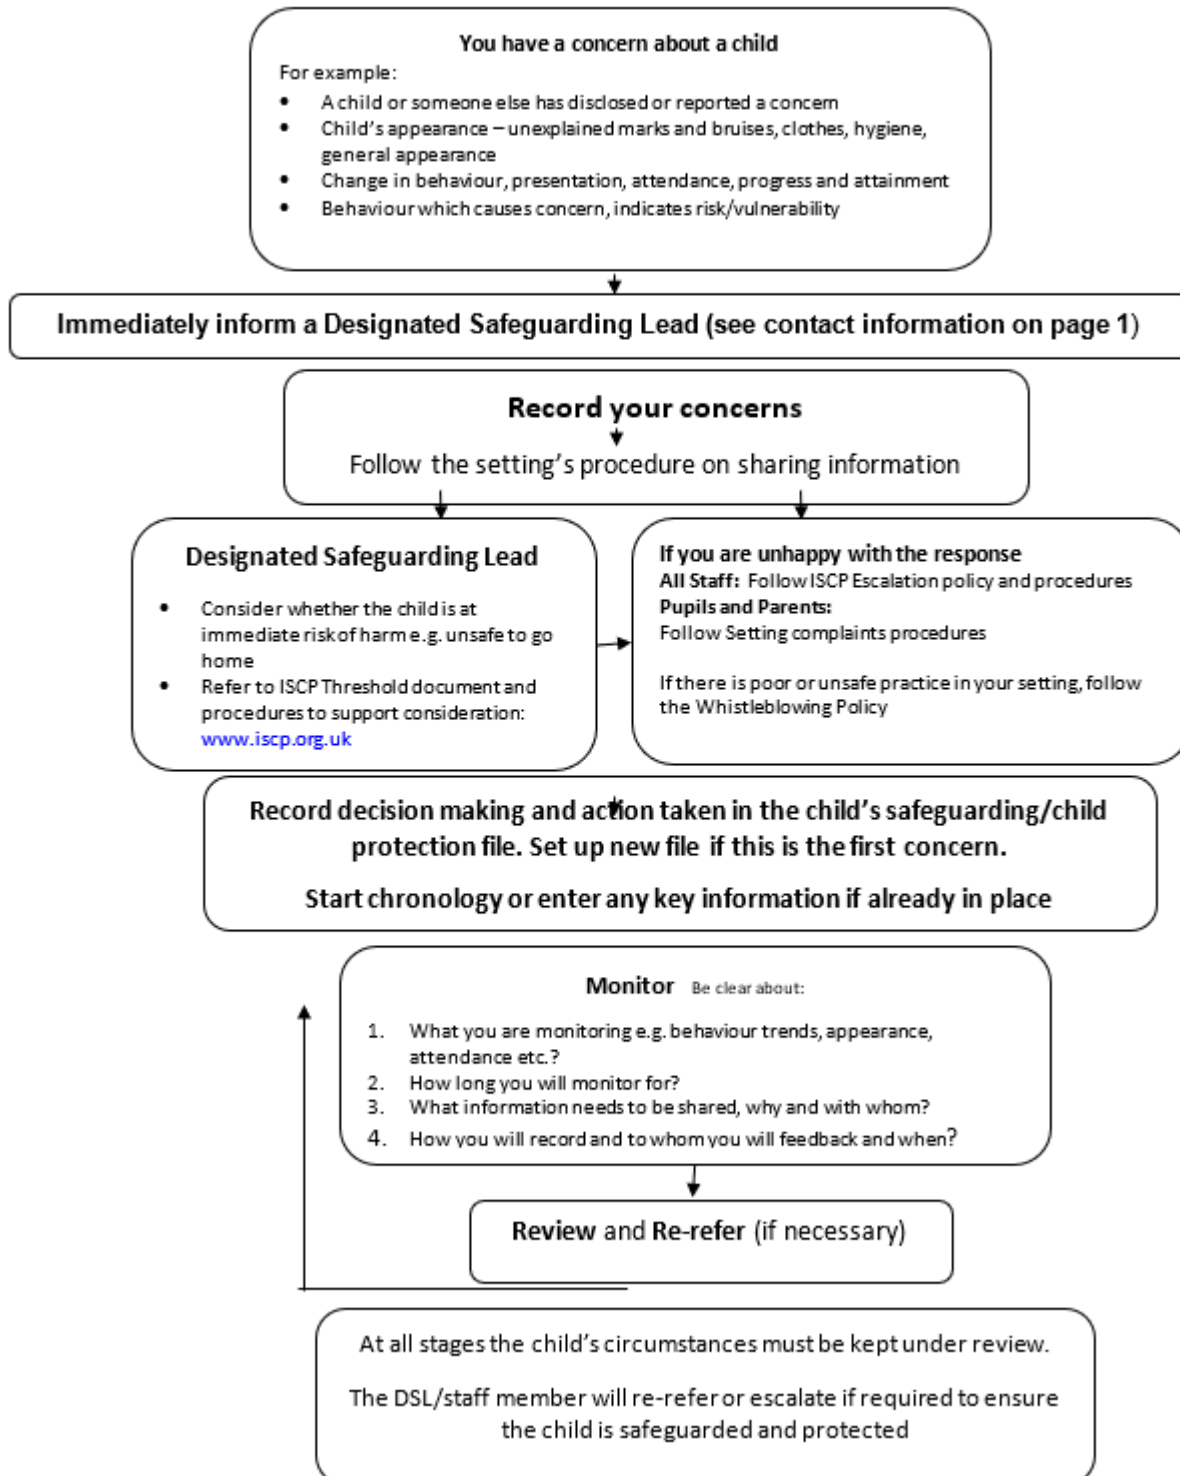 You have a concern about a child
For example:
• A child or someone else has disclosed or reported a concern
• Child's appearance – unexplained marks and bruises, clothes, hygiene,
general appearance
• Change in behaviour, presentation, attendance, progress and attainment
• Behaviour which causes concern, indicates risk/vulnerability
Immediately inform a Designated Safeguarding Lead (see contact information on page 1)
Record your concerns
Follow the setting's procedure on sharing information
Designated Safeguarding Lead
• Consider whether the child is at
immediate risk of harm e.g. unsafe to go
home
• Refer to ISCP Threshold document and
procedures to support consideration:
www.iscp.org.uk
If you are unhappy with the response
All Staff: Follow ISCP Escalation policy and procedures
Pupils and Parents:
Follow Setting complaints procedures
If there is poor or unsafe practice in your setting, follow
the Whistleblowing Policy
Record decision making and action taken in the child's safeguarding/child
protection file. Set up new file if this is the first concern.
Start chronology or enter any key information if already in place
Monitor Be clear about:
1. What you are monitoring e.g. behaviour trends, appearance,
attendance etc.?
2. How long you will monitor for?
3. What information needs to be shared, why and with whom?
4. How you will record and to whom you will feedback and when?
Review and Re-refer (if necessary)
At all stages the child's circumstances must be kept under review.
The DSL/staff member will re-refer or escalate if required to ensure
the child is safeguarded and protected